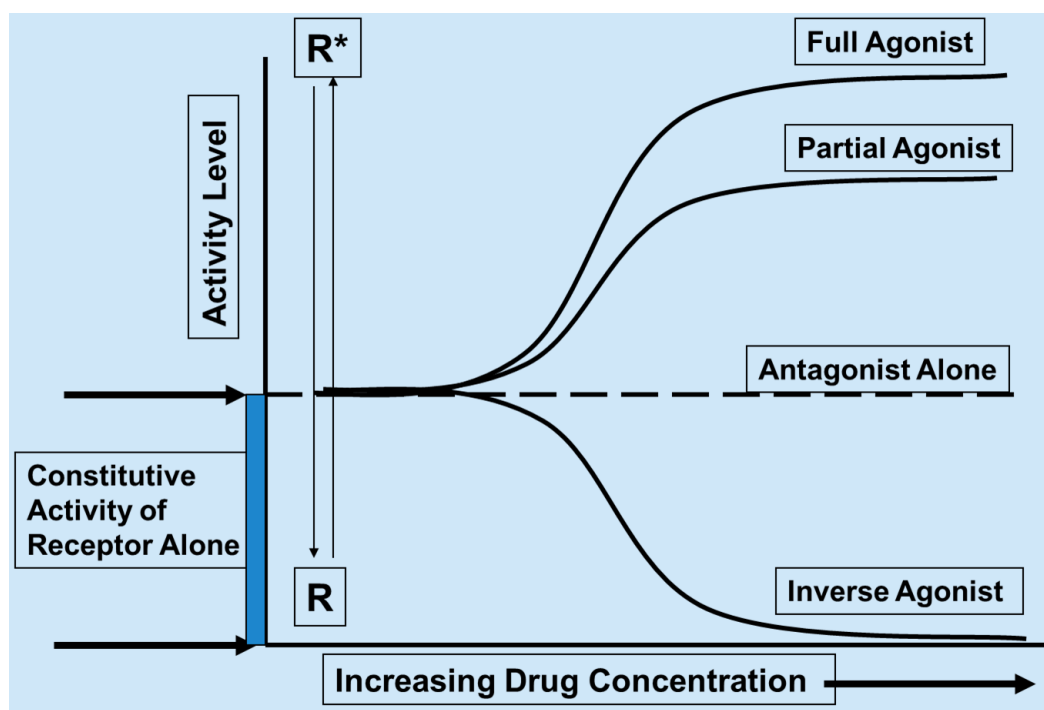 R*
Full Agonist
Activity Level
Partial Agonist
Antagonist Alone
Constitutive
Activity of
Receptor Alone
R
Inverse Agonist
Increasing Drug Concentration